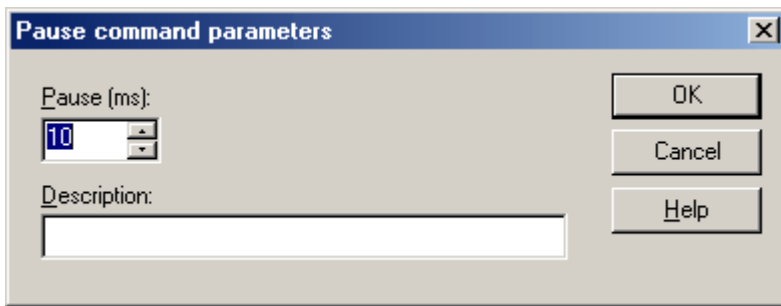 Pause command parameters
Pause (ms):
10
OK
Cancel
Description:
Help